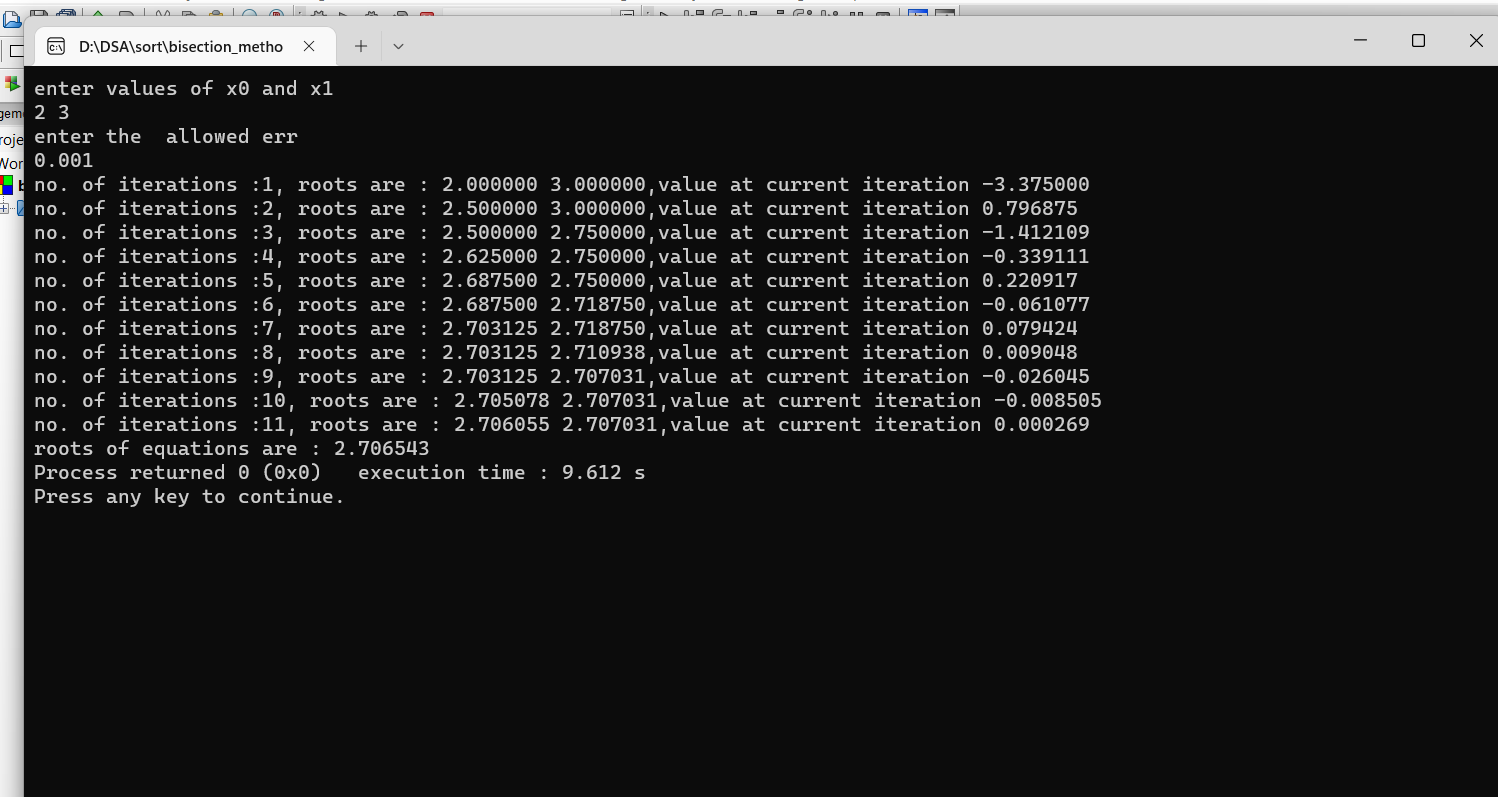 D:\DSA\sort\bisection_metho
enter values of x0 and x1
2 3
enter the  allowed err
0.001
no. of iterations :1, roots are : 2.000000 3.000000,value at current iteration -3.375000
no. of iterations :2, roots are : 2.500000 3.000000,value at current iteration 0.796875
no. of iterations :3, roots are : 2.500000 2.750000,value at current iteration -1.412109
no. of iterations :4, roots are : 2.625000 2.750000,value at current iteration -0.339111
no. of iterations :5, roots are : 2.687500 2.750000,value at current iteration 0.220917
no. of iterations :6, roots are : 2.687500 2.718750,value at current iteration -0.061077
no. of iterations :7, roots are : 2.703125 2.718750,value at current iteration 0.079424
no. of iterations :8, roots are : 2.703125 2.710938,value at current iteration 0.009048
no. of iterations :9, roots are : 2.703125 2.707031,value at current iteration -0.026045
no. of iterations :10, roots are : 2.705078 2.707031,value at current iteration -0.008505
no. of iterations :11, roots are : 2.706055 2.707031,value at current iteration 0.000269
roots of equations are : 2.706543
Process returned 0 (0x0)   execution time : 9.612 s
Press any key to continue.